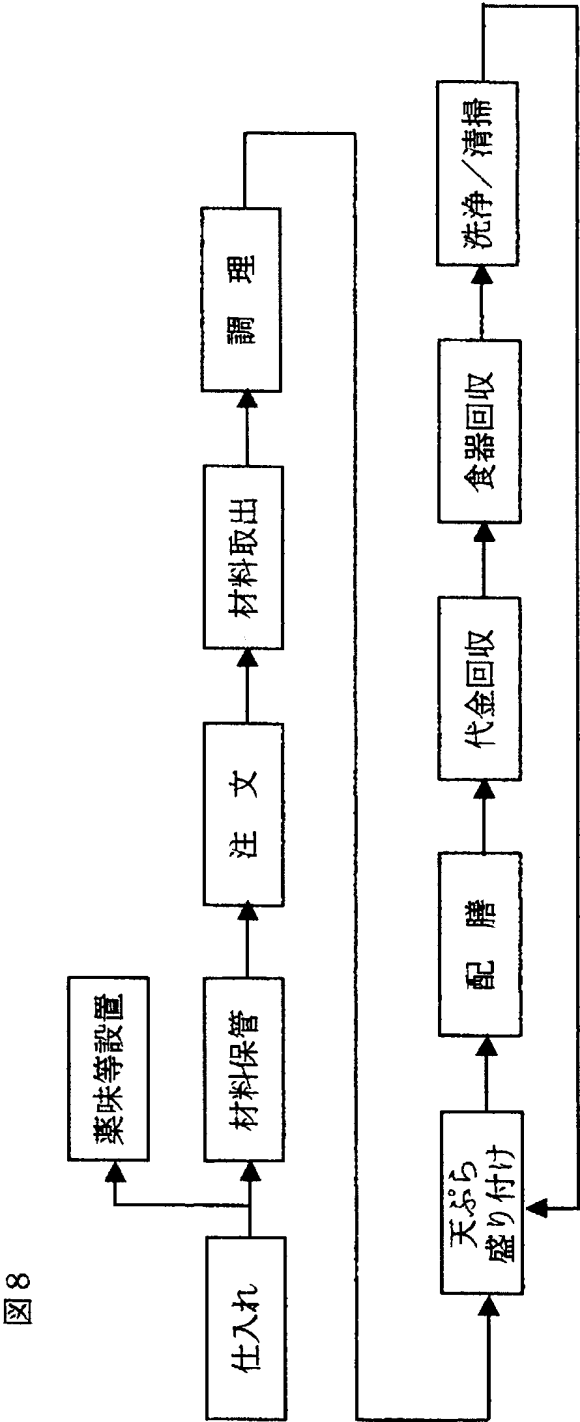 図8
仕入れ
薬味等設置
材料保管
注文
材料取出
調理
天ぷら
盛り付け
配膳
代金回収
食器回収
洗浄／清掃